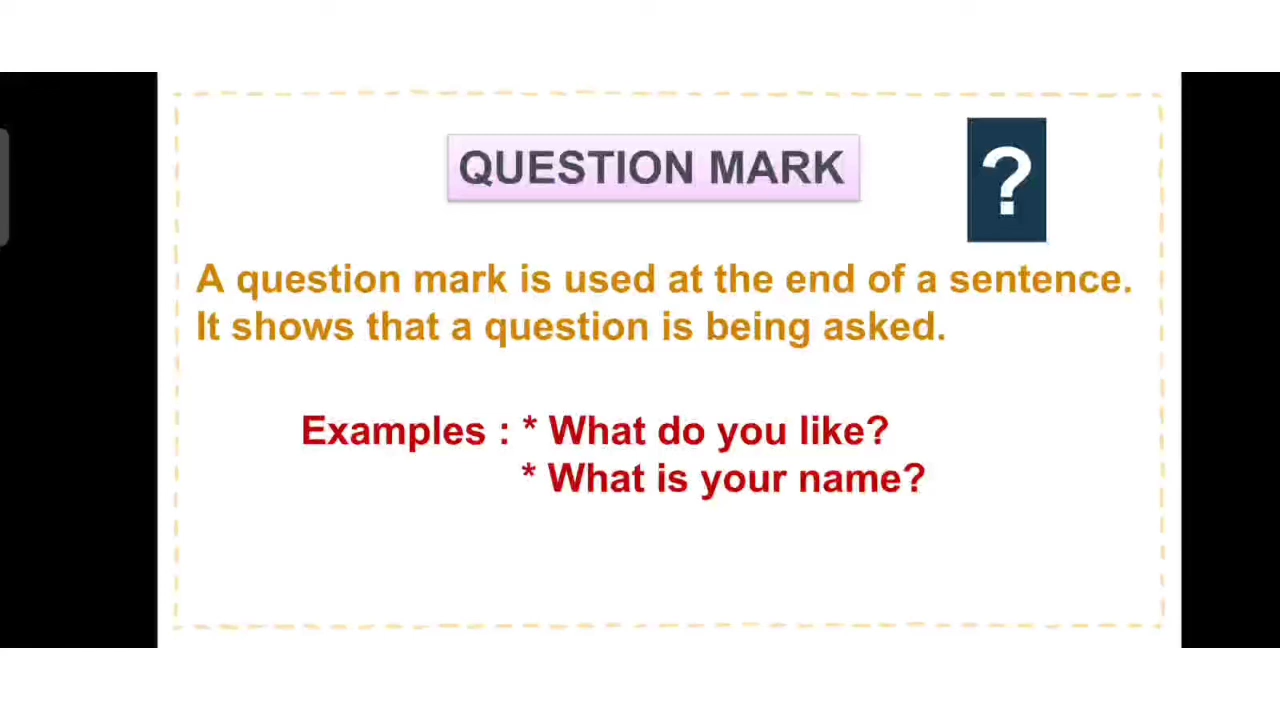 QUESTION MARK
?
A question mark is used at the end of a sentence.
It shows that a question is being asked.
Examples : * What do you like?
* What is your name?